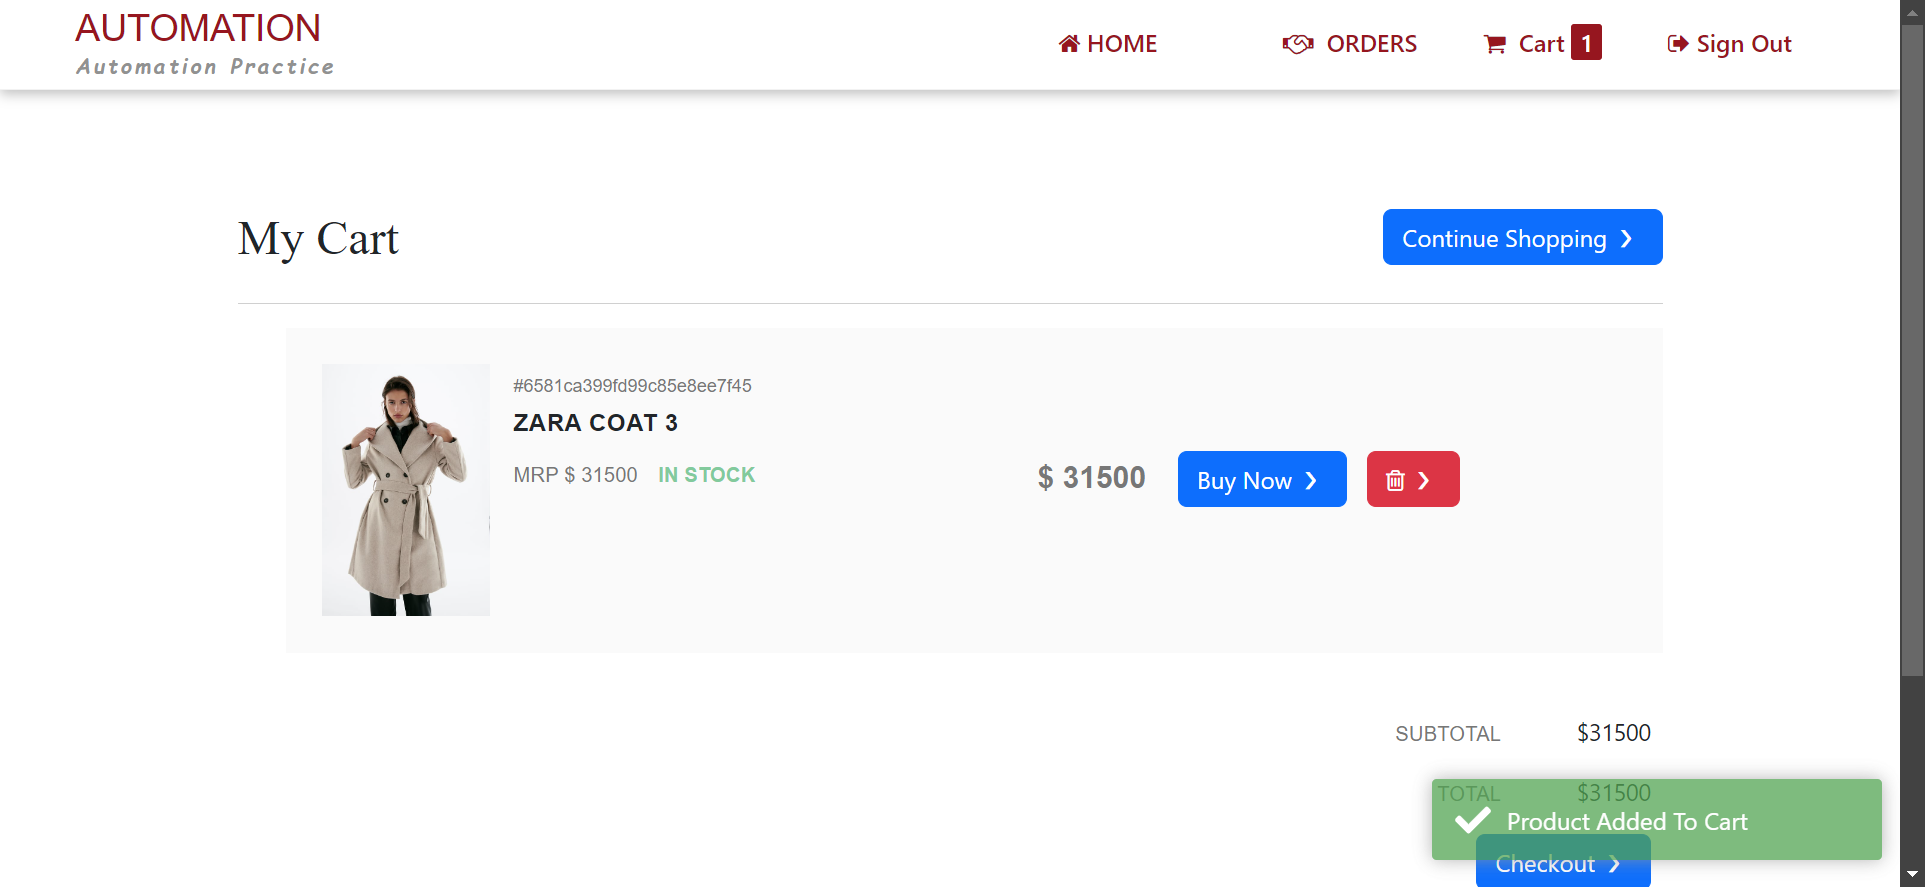 AUTOMATION
Automation Practice
HOME
ORDERS
Cart 1
Sign Out
My Cart
Continue Shopping
#6581ca399fd99c85e8ee7f45
ZARA COAT 3
MRP $ 31500 IN STOCK
$ 31500
Buy Now
SUBTOTAL $31500
TOTAL $31500
Product Added To Cart
Checkout